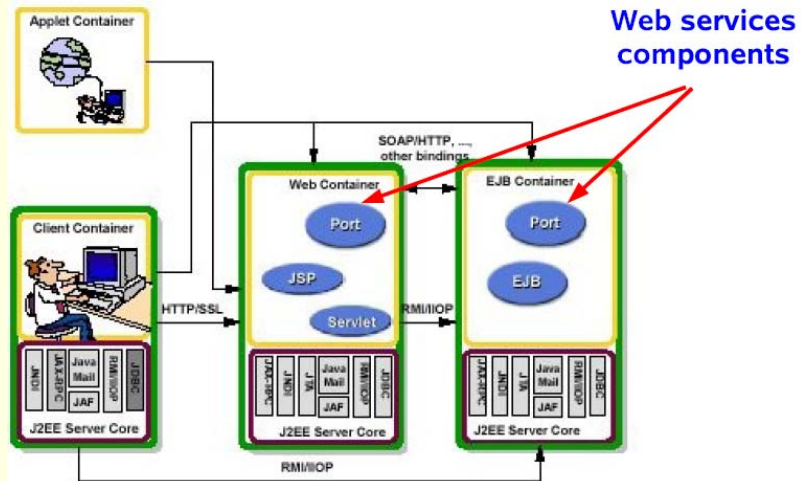 Web services
components
Applet Container
SOAP/HTTP, ...,
other bindings
Web Container
Port
JSP
Servlet
EJB Container
Port
EJB
Client Container
HTTP/SSL
RMI/IIOP
JNDI
JAX-RPC
Java
Mail
JAF
RMI/IIOP
JDBC
J2EE Server Core
JAX-RPC
JNDI
JTA
Java
Mail
JAF
RMI/IIOP
JDBC
J2EE Server Core
JAX-RPC
JNDI
JTA
Java
Mail
JAF
RMI/IIOP
JDBC
J2EE Server Core
RMI/IIOP